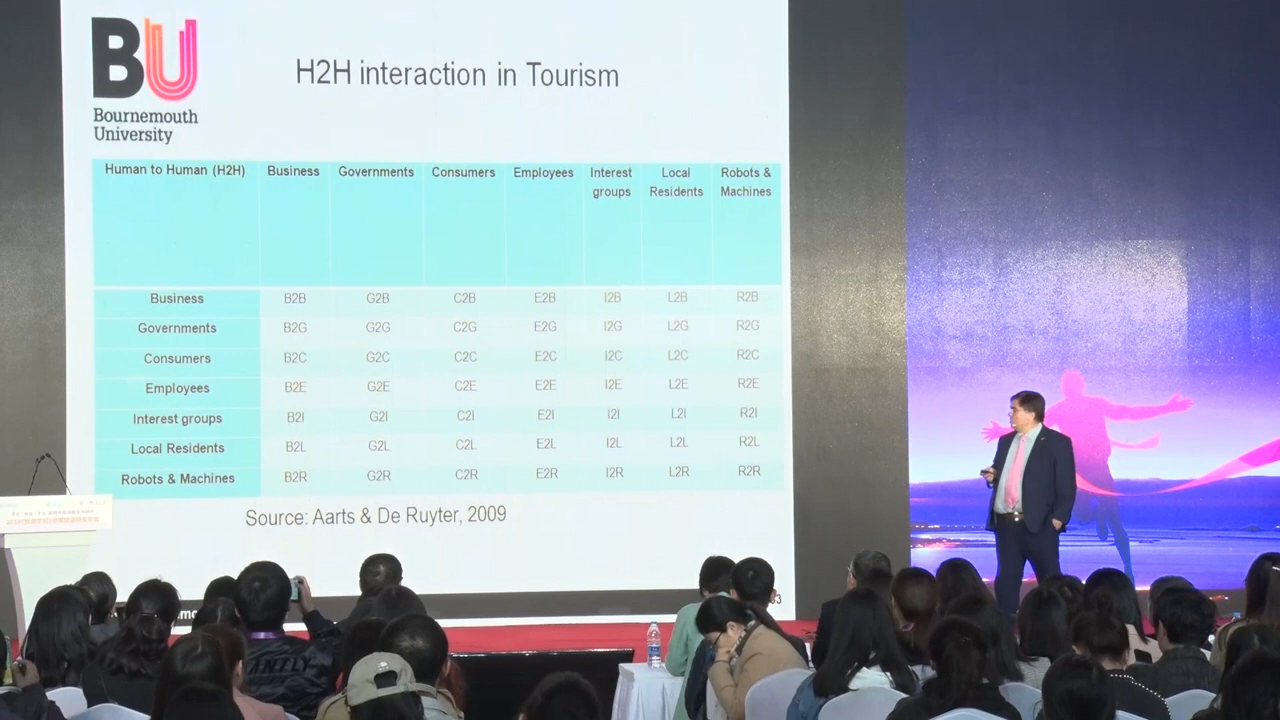 BU
Bournemouth
University
H2H interaction in Tourism
Human to Human (H2H) Business Governments Consumers Employees Interest groups Local Residents Robots & Machines
Business B2B G2B C2B E2B I2B L2B R2B
Governments B2G G2G C2G E2G I2G L2G R2G
Consumers B2C G2C C2C E2C I2C L2C R2C
Employees B2E G2E C2E E2E I2E L2E R2E
Interest groups B2I G2I C2I E2I I2I L2I R2I
Local Residents B2L G2L C2L E2L I2L L2L R2L
Robots & Machines B2R G2R C2R E2R I2R L2R R2R
Source: Aarts & De Ruyter, 2009